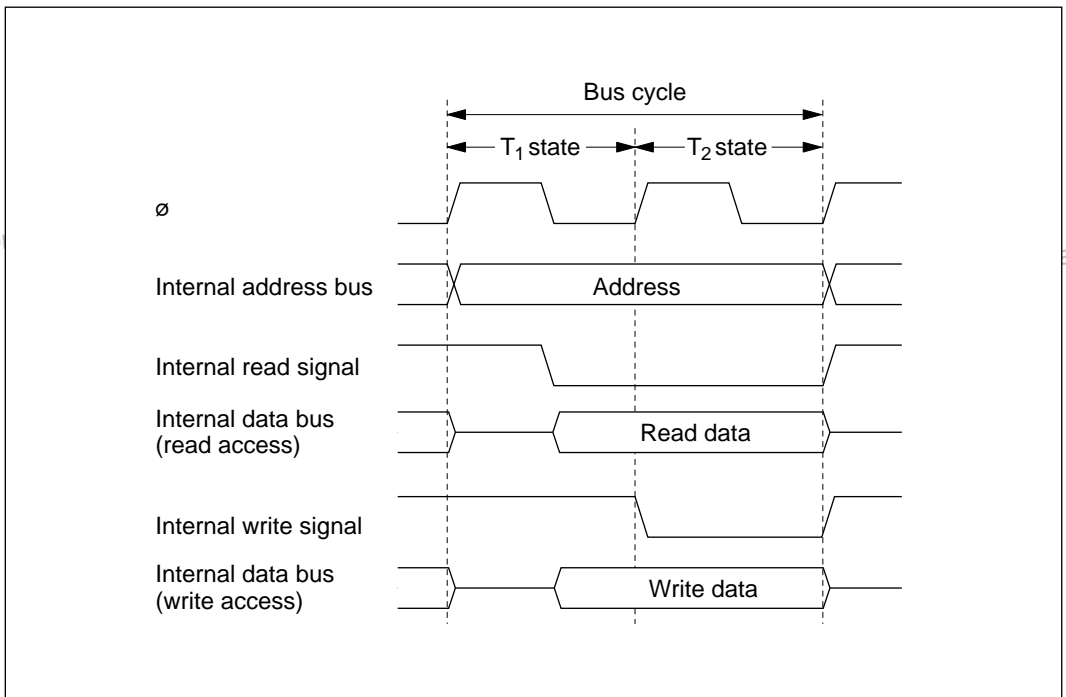 Bus cycle
T₁ state T₂ state
ø
Internal address bus Address
Internal read signal
Internal data bus
(read access) Read data
Internal write signal
Internal data bus
(write access) Write data